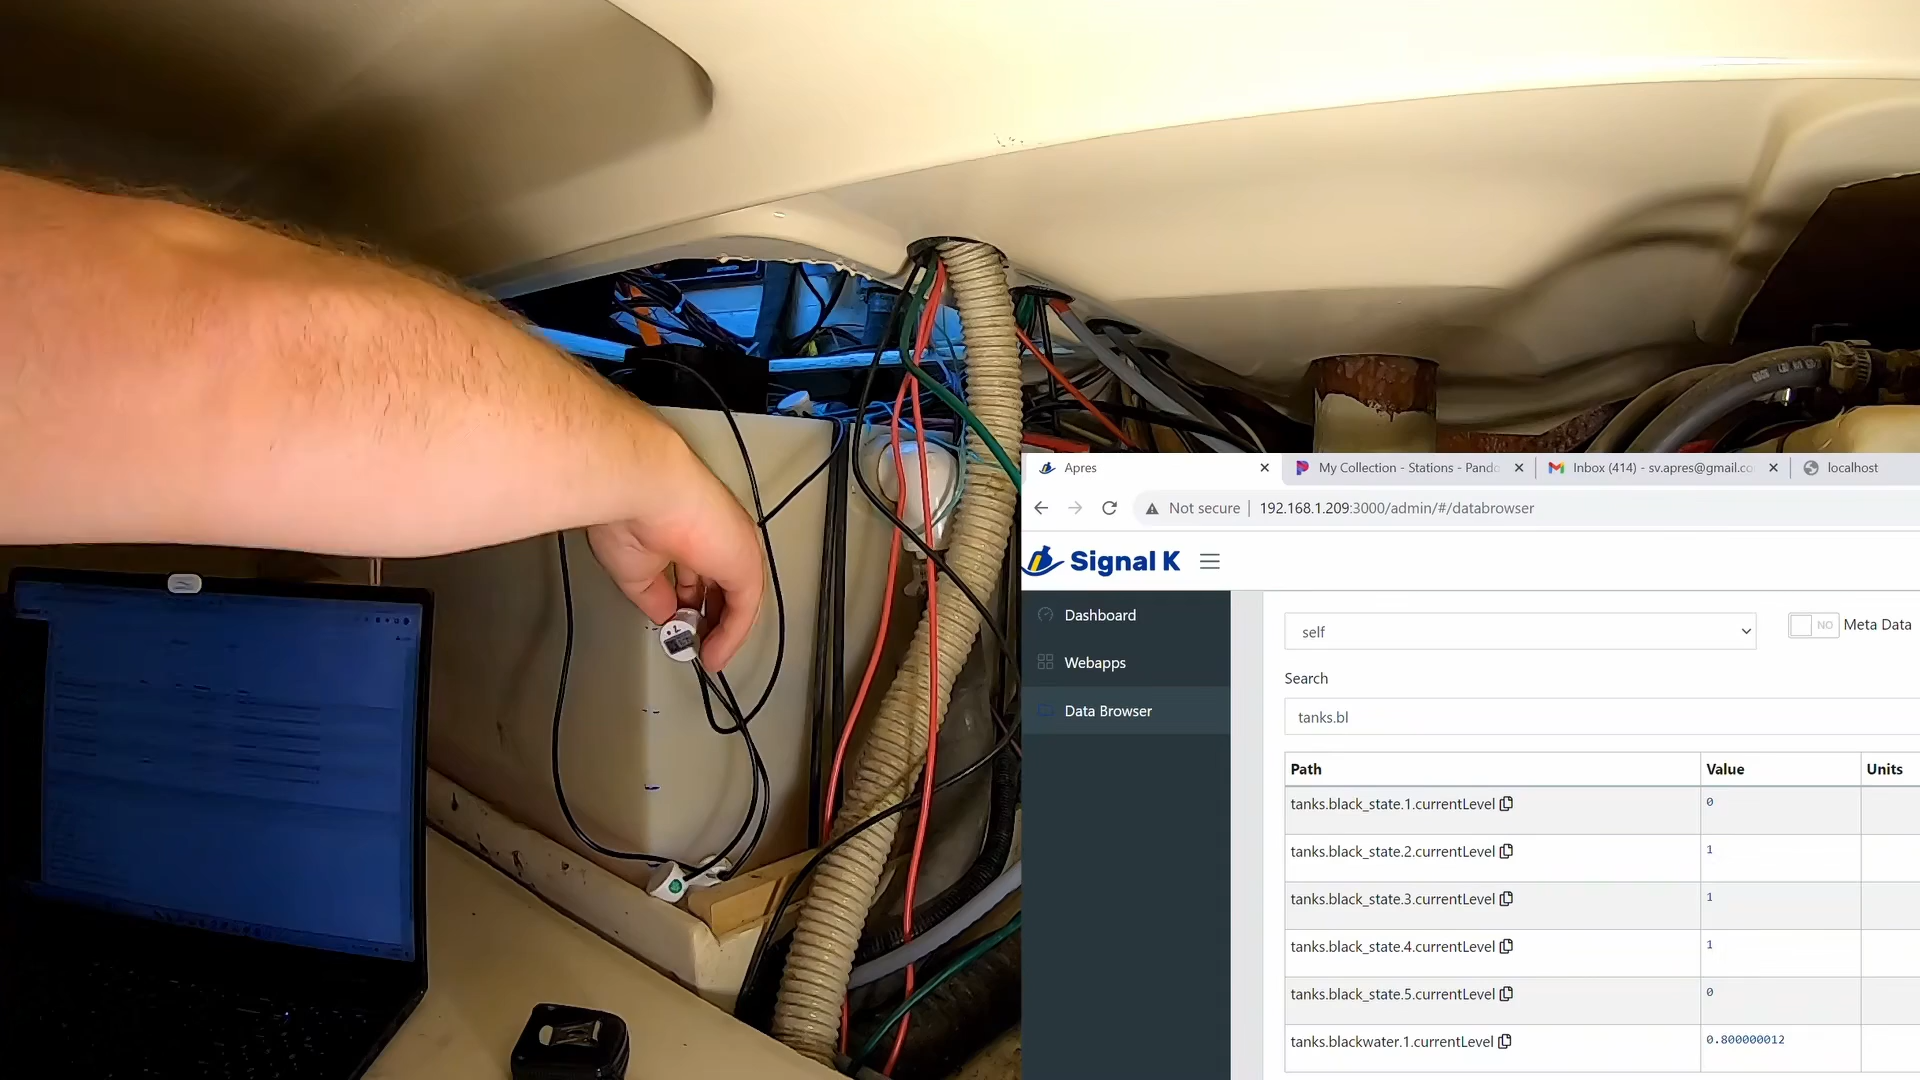 Apres
My Collection - Stations - Pando
Inbox (414) - sv.apres@gmail.co
localhost
Not secure | 192.168.1.209:3000/admin/#/databrowser
Signal K
Dashboard
Webapps
Data Browser
self
NO Meta Data
Search
tanks.bl
Path Value Units
tanks.black_state.1.currentLevel 0
tanks.black_state.2.currentLevel 1
tanks.black_state.3.currentLevel 1
tanks.black_state.4.currentLevel 1
tanks.black_state.5.currentLevel 0
tanks.blackwater.1.currentLevel 0.800000012